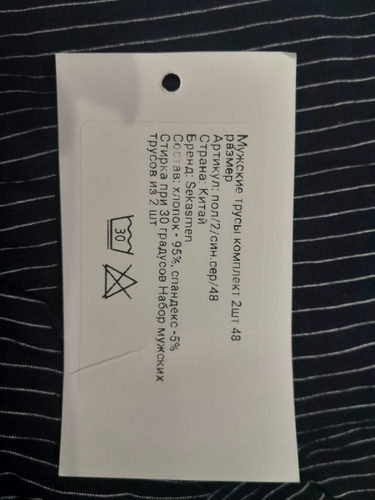 Мужские трусы комплект 2шт 48
размер
Артикул: пол/2/син.сер/48
Страна: Китай
Бренд: Sekasmen
Состав: хлопок - 95%, спандекс -5%
Стирка при 30 градусов Набор мужских
трусов из 2 шт
30